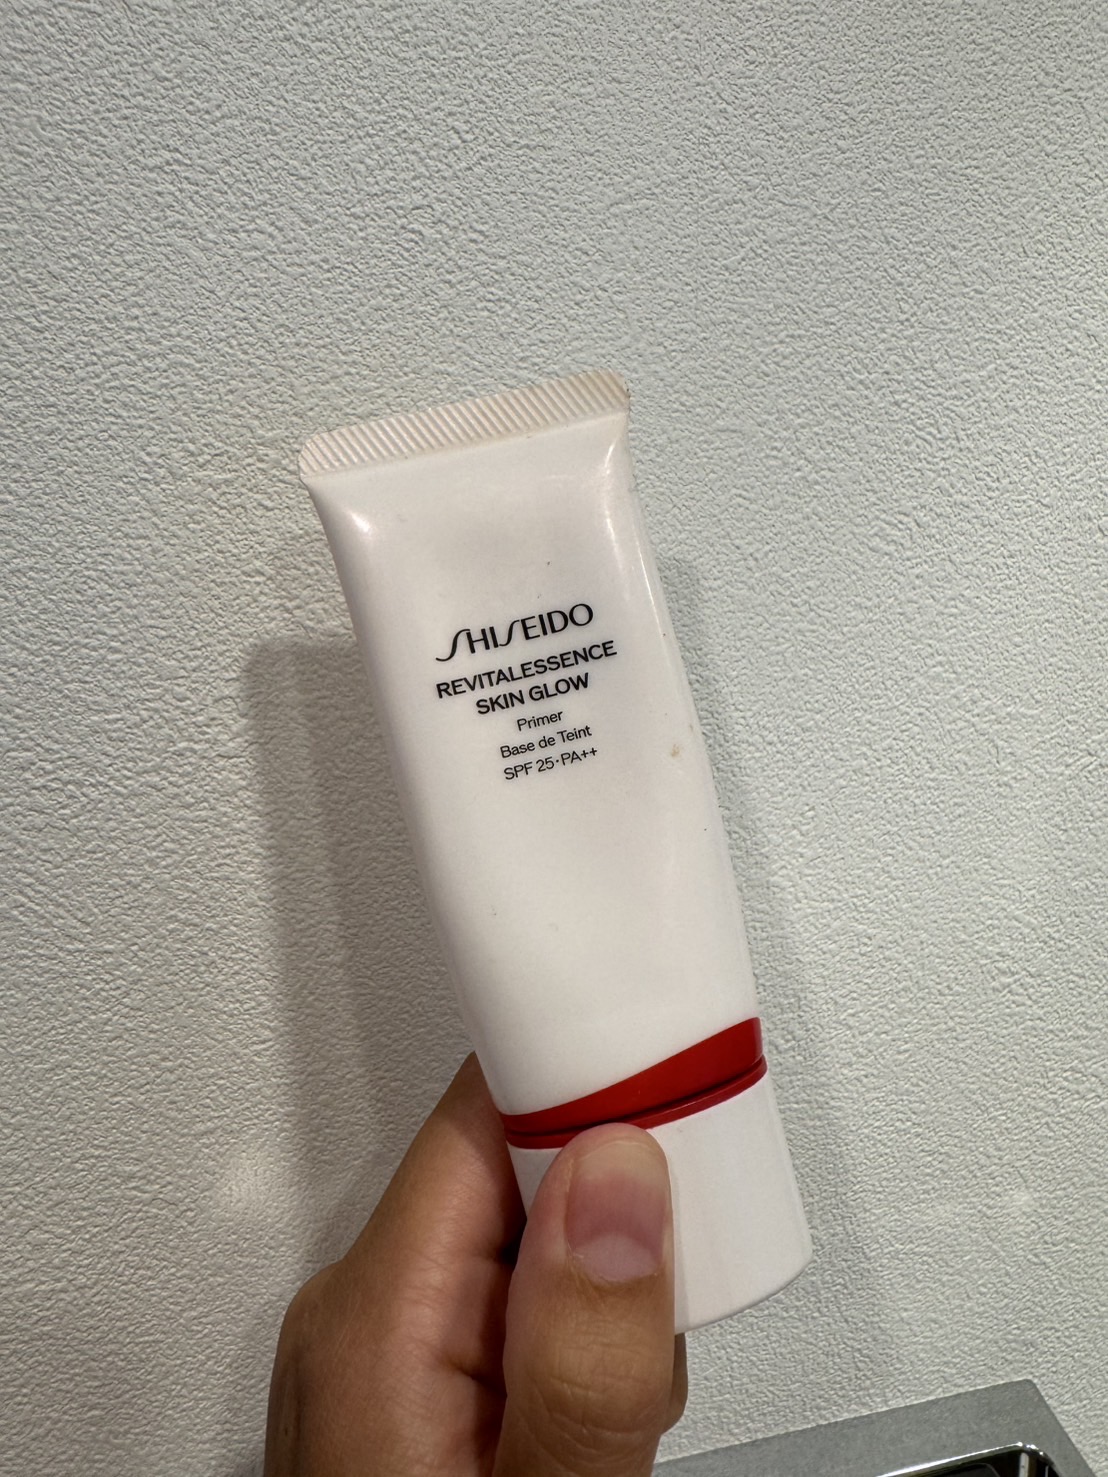 SHISEIDO
REVITALESSENCE
SKIN GLOW
Primer
Base de Teint
SPF 25･PA++